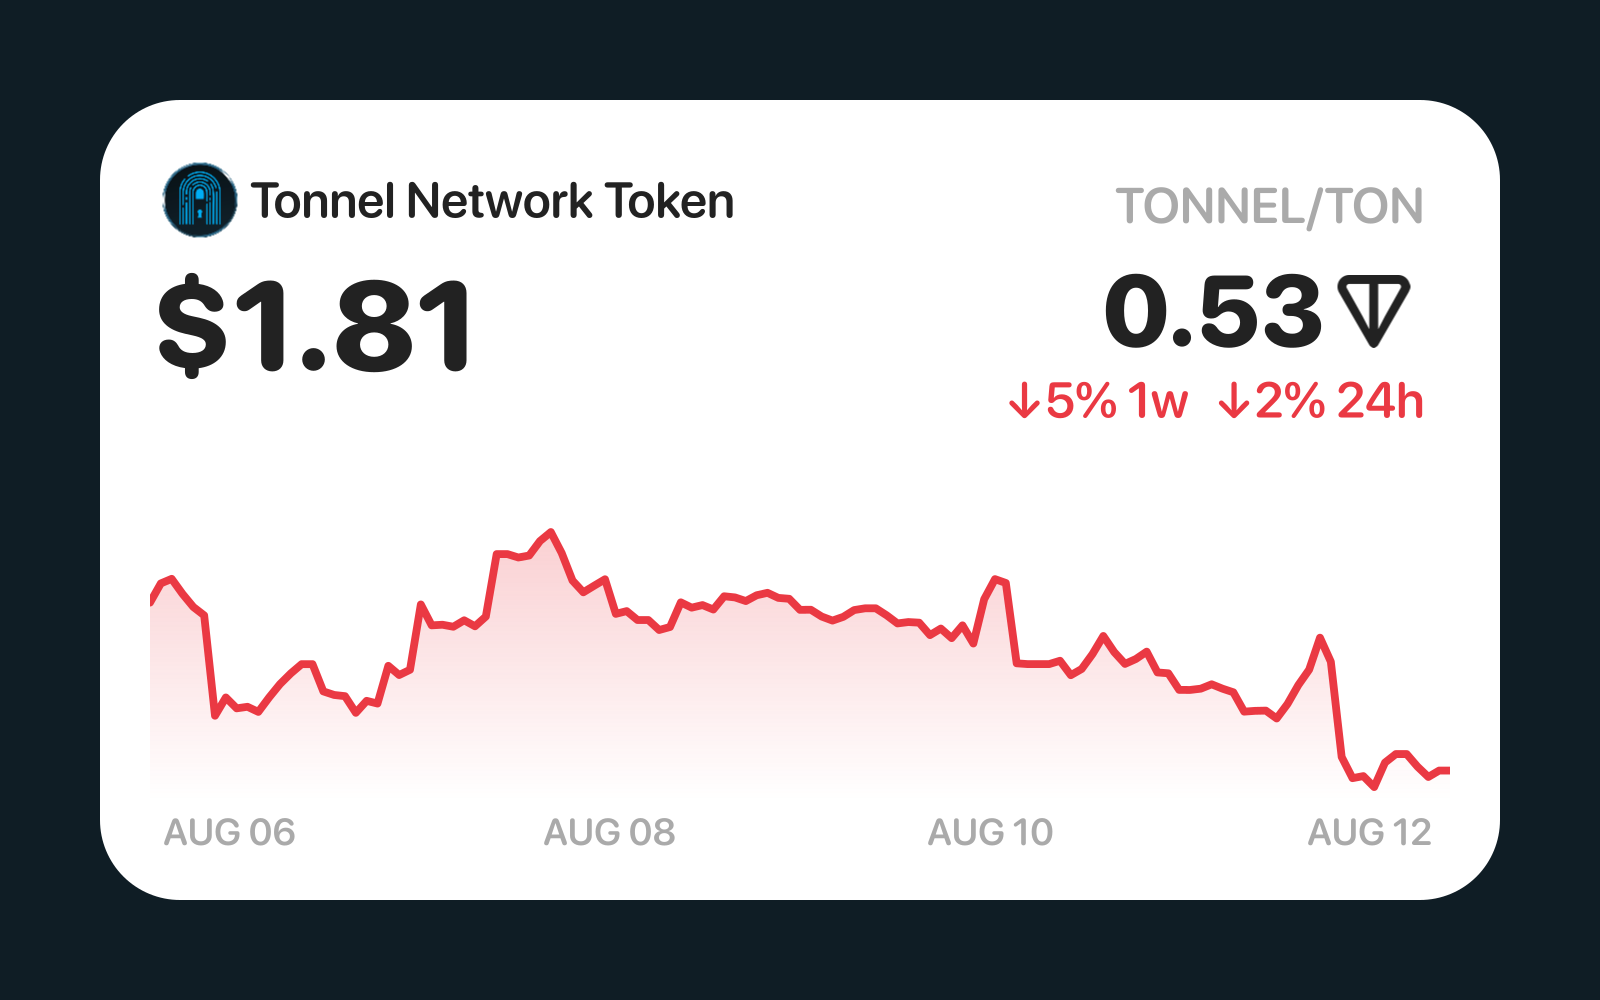 Tonnel Network Token
TONNEL/TON
$1.81
0.53
↓5% 1w ↓2% 24h
AUG 06 AUG 08 AUG 10 AUG 12